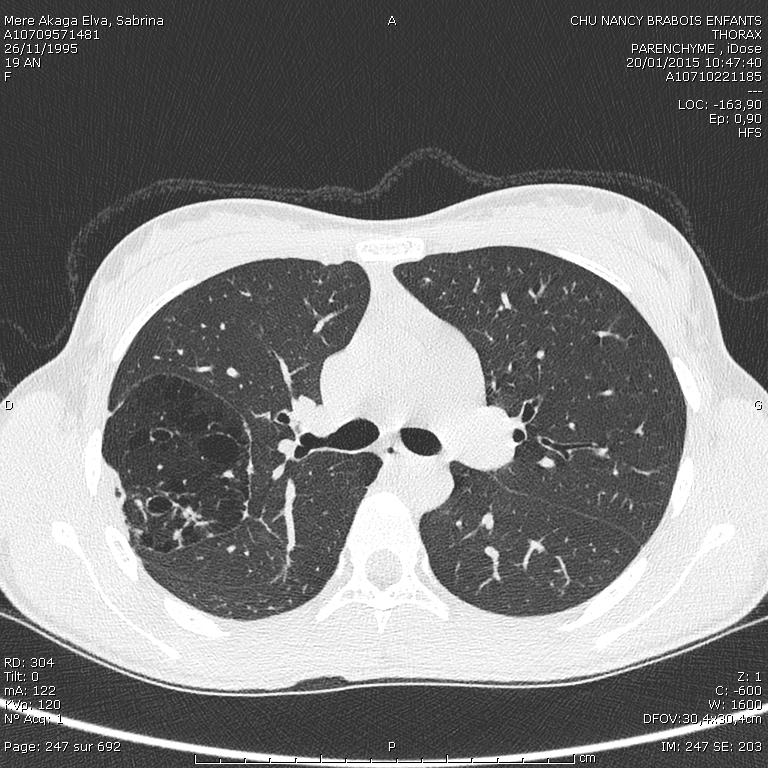 Mere Akaga Elva, Sabrina
A10709571481
26/11/1995
19 AN
F
A
CHU NANCY BRABOIS ENFANTS
THORAX
PARENCHYME , iDose
20/01/2015 10:47:40
A10710221185
---
LOC: -163,90
Ep: 0,90
HFS
D
G
RD: 304
Tilt: 0
mA: 122
KVp: 120
N° Acq: 1
Page: 247 sur 692
P
cm
Z: 1
C: -600
W: 1600
DFOV:30,4x30,4cm
IM: 247 SE: 203